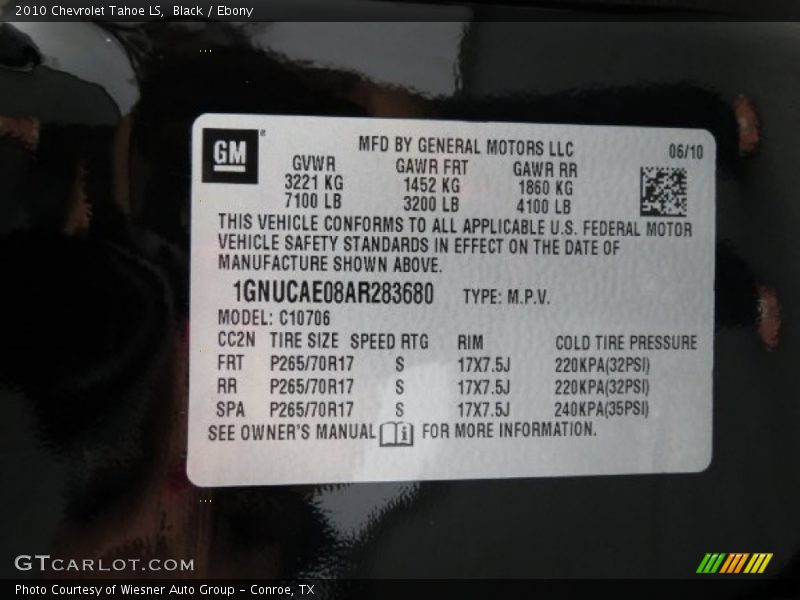 2010 Chevrolet Tahoe LS,  Black / Ebony
GM
MFD BY GENERAL MOTORS LLC 06/10
GVWR GAWR FRT GAWR RR
3221 KG 1452 KG 1860 KG
7100 LB 3200 LB 4100 LB
THIS VEHICLE CONFORMS TO ALL APPLICABLE U.S. FEDERAL MOTOR
VEHICLE SAFETY STANDARDS IN EFFECT ON THE DATE OF
MANUFACTURE SHOWN ABOVE.
1GNUCAE08AR283680 TYPE: M.P.V.
MODEL: C10706
CC2N TIRE SIZE SPEED RTG RIM COLD TIRE PRESSURE
FRT P265/70R17 S 17X7.5J 220KPA(32PSI)
RR P265/70R17 S 17X7.5J 220KPA(32PSI)
SPA P265/70R17 S 17X7.5J 240KPA(35PSI)
SEE OWNER'S MANUAL i FOR MORE INFORMATION.
GTCARLOT.COM
Photo Courtesy of Wiesner Auto Group - Conroe, TX